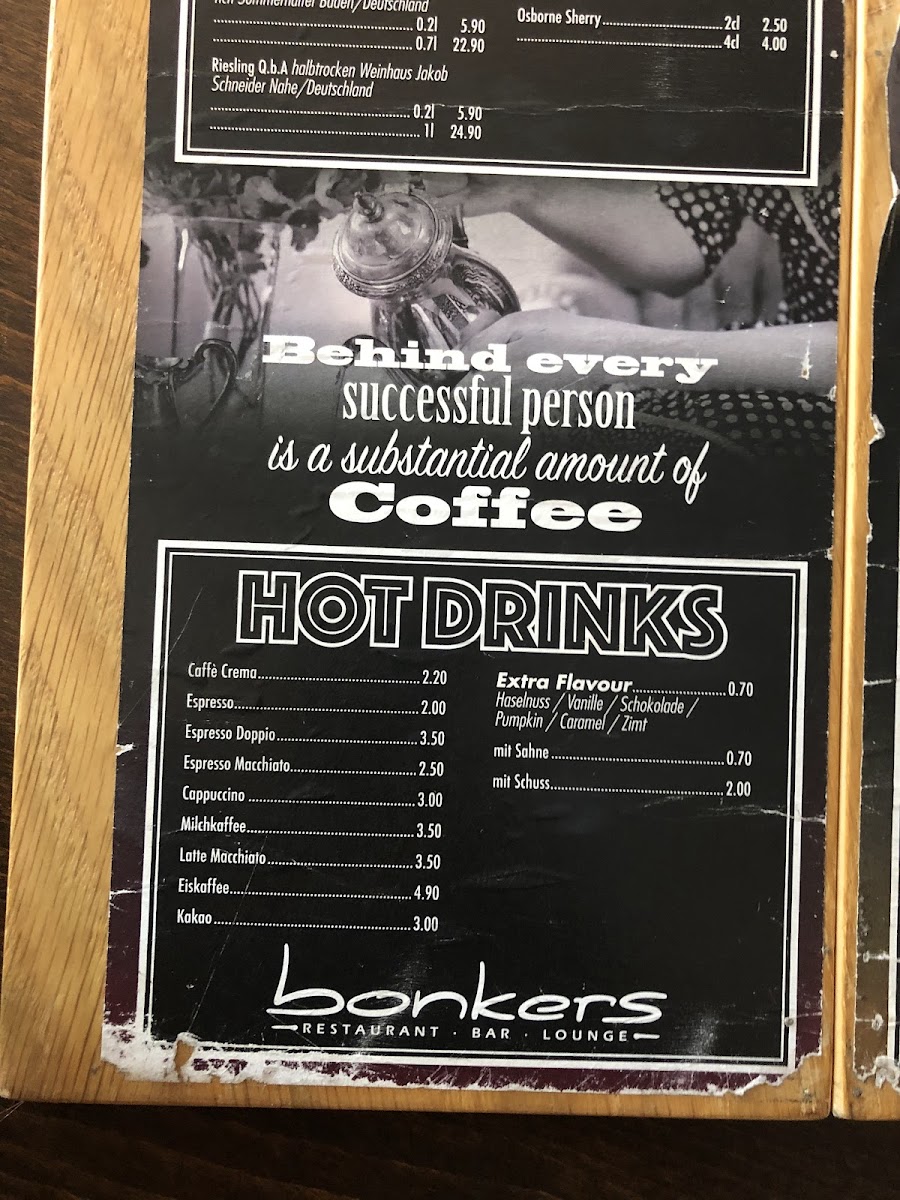 Baden/Deutschland
0.2l 5.90
0.7l 22.90
Riesling Q.b.A halbtrocken Weinhaus Jakob
Schneider Nahe/Deutschland
0.2l 5.90
1l 24.90
Osborne Sherry 2cl 2.50
4cl 4.00
Behind every
successful person
is a substantial amount of
Coffee
HOT DRINKS
Caffè Crema 2.20
Espresso 2.00
Espresso Doppio 3.50
Espresso Macchiato 2.50
Cappuccino 3.00
Milchkaffee 3.50
Latte Macchiato 3.50
Eiskaffee 4.90
Kakao 3.00
Extra Flavour 0.70
Haselnuss / Vanille / Schokolade /
Pumpkin / Caramel / Zimt
mit Sahne 0.70
mit Schuss 2.00
bonkers
RESTAURANT · BAR · LOUNGE